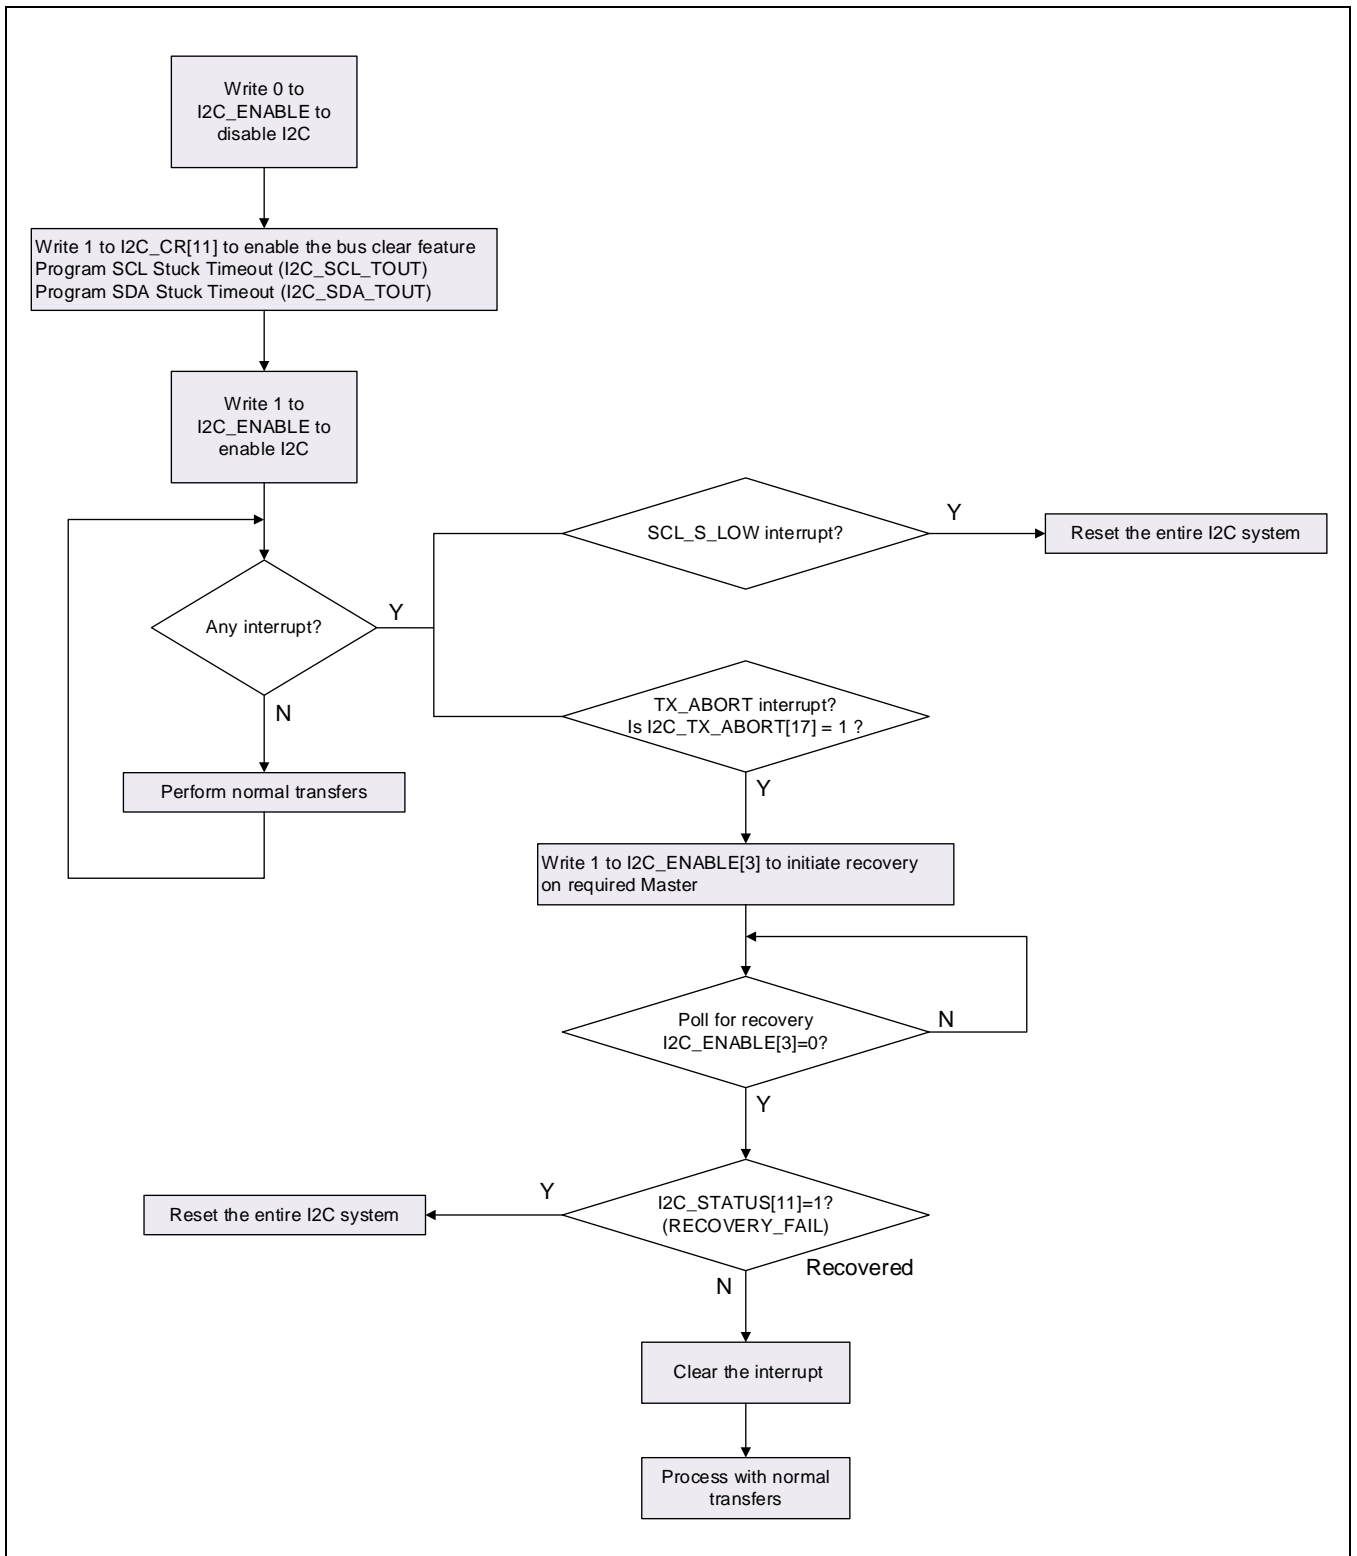 Write 0 to
I2C_ENABLE to
disable I2C
Write 1 to I2C_CR[11] to enable the bus clear feature
Program SCL Stuck Timeout (I2C_SCL_TOUT)
Program SDA Stuck Timeout (I2C_SDA_TOUT)
Write 1 to
I2C_ENABLE to
enable I2C
SCL_S_LOW interrupt?
Y
Reset the entire I2C system
Any interrupt?
Y
N
TX_ABORT interrupt?
Is I2C_TX_ABORT[17] = 1 ?
Y
Perform normal transfers
Write 1 to I2C_ENABLE[3] to initiate recovery
on required Master
Poll for recovery
I2C_ENABLE[3]=0?
N
Y
I2C_STATUS[11]=1?
(RECOVERY_FAIL)
Y
Reset the entire I2C system
Recovered
N
Clear the interrupt
Process with normal
transfers